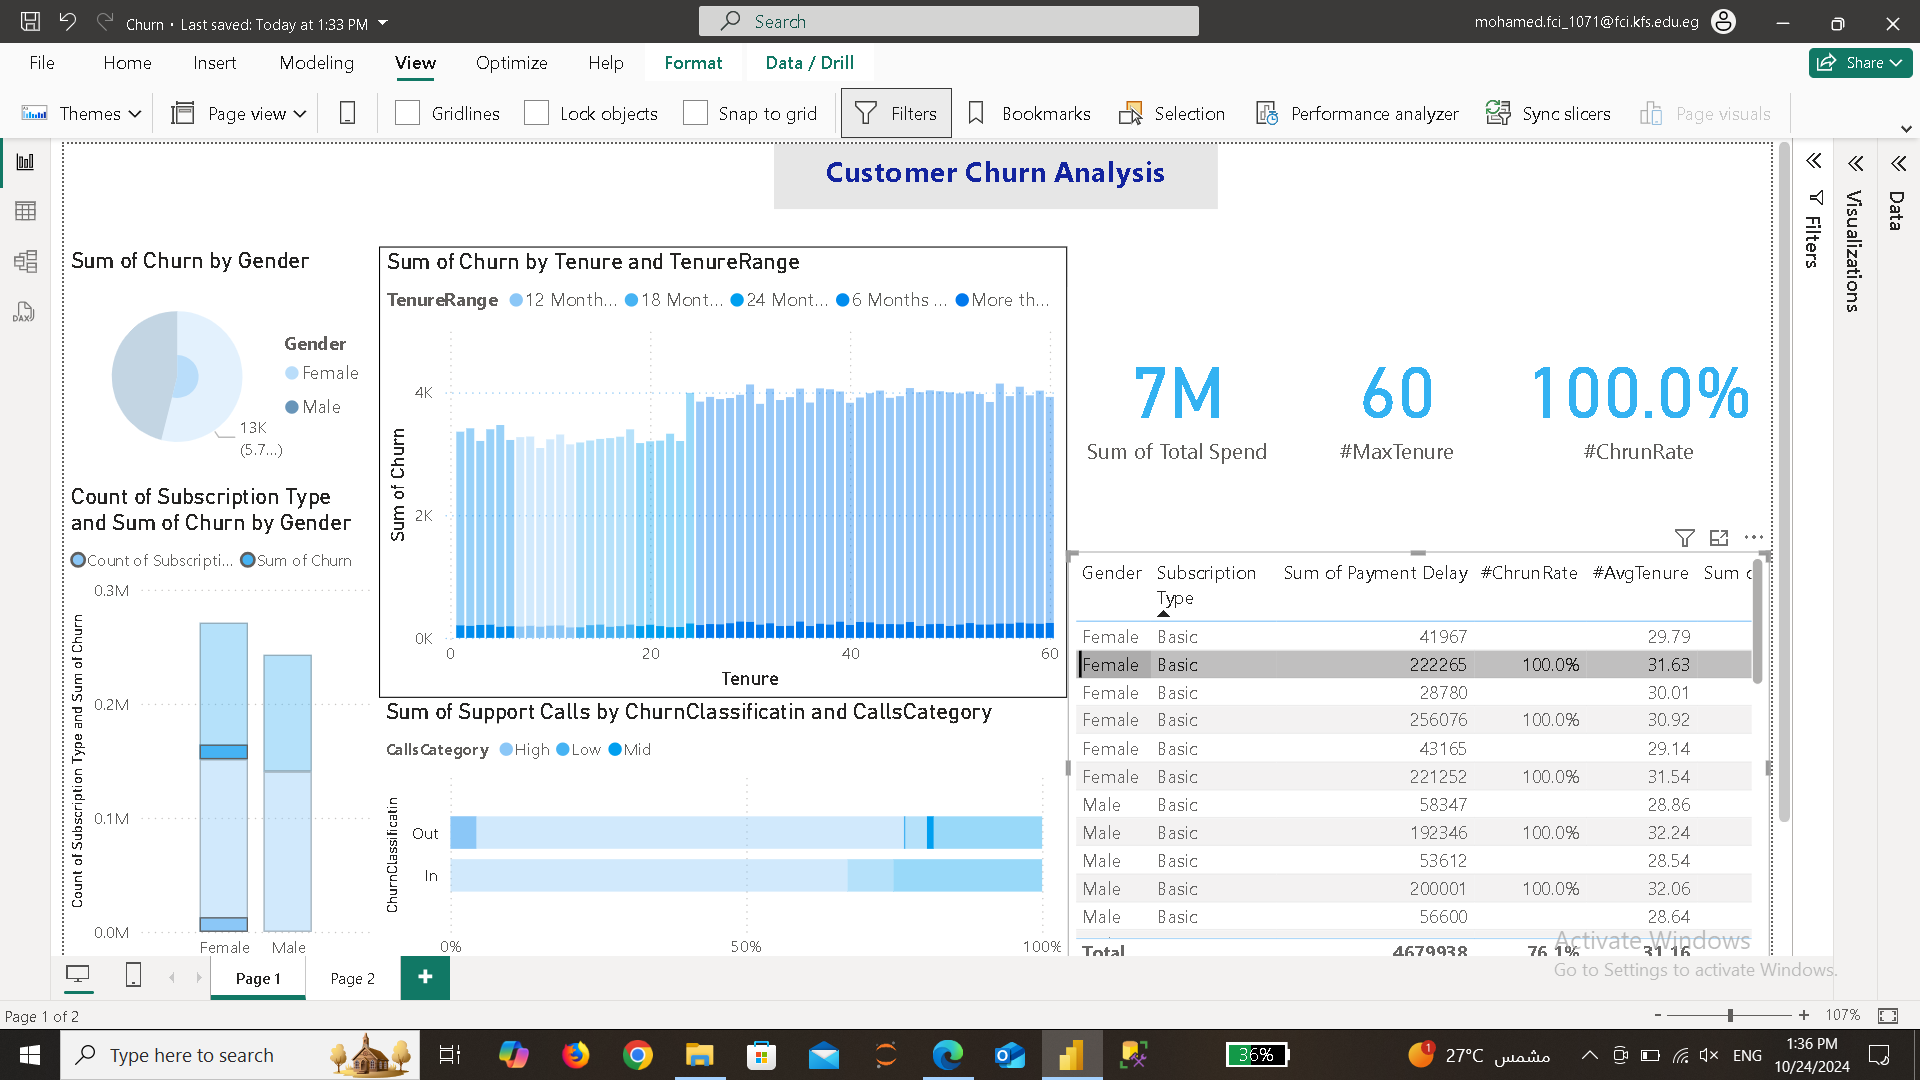 Churn • Last saved: Today at 1:33 PM
Search
mohamed.fci_1071@fci.kfs.edu.eg
File Home Insert Modeling View Optimize Help Format Data / Drill
Share
Themes Page view Gridlines Lock objects Snap to grid Filters Bookmarks Selection Performance analyzer Sync slicers Page visuals
DAX
Customer Churn Analysis
Sum of Churn by Gender
Gender
Female
Male
13K
(5.7...)
Sum of Churn by Tenure and TenureRange
TenureRange 12 Month... 18 Mont... 24 Mont... 6 Months ... More th...
4K
2K
0K
Sum of Churn
0 20 40 60
Tenure
7M
Sum of Total Spend
60
#MaxTenure
100.0%
#ChrunRate
Count of Subscription Type
and Sum of Churn by Gender
Count of Subscripti... Sum of Churn
0.3M
0.2M
0.1M
0.0M
Count of Subscription Type and Sum of Churn
Female Male
Sum of Support Calls by ChurnClassificatin and CallsCategory
CallsCategory High Low Mid
ChurnClassificatin
Out
In
0% 50% 100%
Gender Subscription Sum of Payment Delay #ChrunRate #AvgTenure Sum
Type
Female Basic 41967 29.79
Female Basic 222265 100.0% 31.63
Female Basic 28780 30.01
Female Basic 256076 100.0% 30.92
Female Basic 43165 29.14
Female Basic 221252 100.0% 31.54
Male Basic 58347 28.86
Male Basic 192346 100.0% 32.24
Male Basic 53612 28.54
Male Basic 200001 100.0% 32.06
Male Basic 56600 28.64
Total 4679938 76.1% 31.16
Filters
Visualizations
Data
Activate Windows
Go to Settings to activate Windows.
Page 1 Page 2 +
Page 1 of 2
- + 107%
Type here to search
36%
1
27°C مشمس
ENG
1:36 PM
10/24/2024